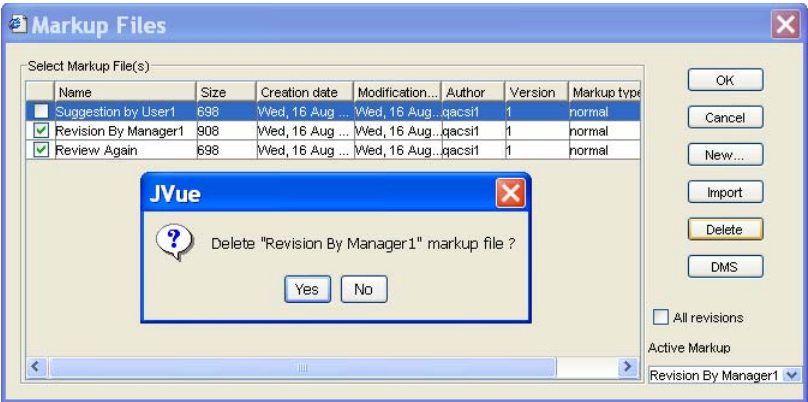 Markup Files
Select Markup File(s)
Name Size Creation date Modification... Author Version Markup type
Suggestion by User1 698 Wed, 16 Aug ... Wed, 16 Aug... qacsi1 1 normal
Revision By Manager1 908 Wed, 16 Aug ... Wed, 16 Aug... qacsi1 1 normal
Review Again 698 Wed, 16 Aug ... Wed, 16 Aug... qacsi1 1 normal
JVue
Delete "Revision By Manager1" markup file ?
Yes No
OK
Cancel
New...
Import
Delete
DMS
All revisions
Active Markup
Revision By Manager1